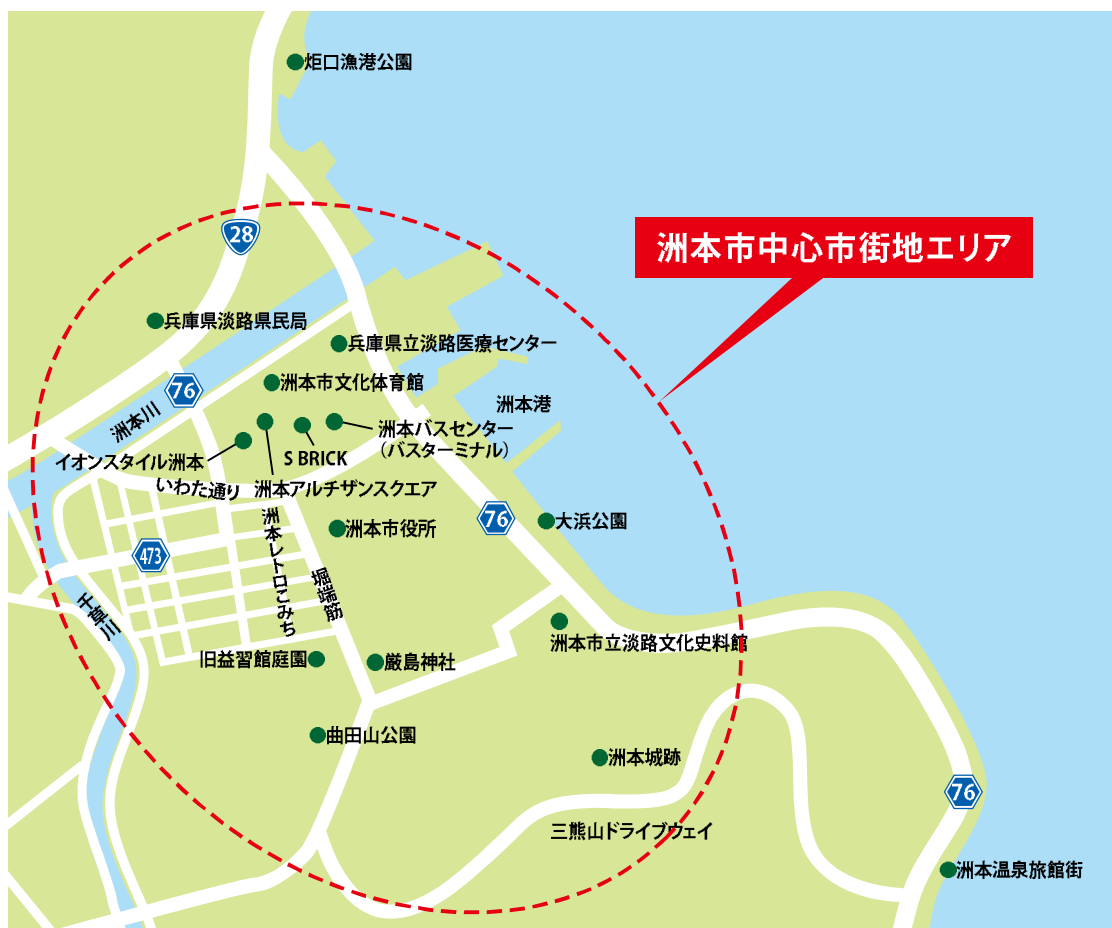 炬口漁港公園
28
洲本市中心市街地エリア
兵庫県淡路県民局
兵庫県立淡路医療センター
76
洲本市文化体育館
洲本川
洲本港
洲本バスセンター
（バスターミナル）
イオンスタイル洲本
S BRICK
いわた通り
洲本アルチザンスクエア
76
大浜公園
洲本市役所
洲本レトロこみち
473
堀端筋
千草川
洲本市立淡路文化史料館
旧益習館庭園
厳島神社
曲田山公園
洲本城跡
76
三熊山ドライブウェイ
洲本温泉旅館街